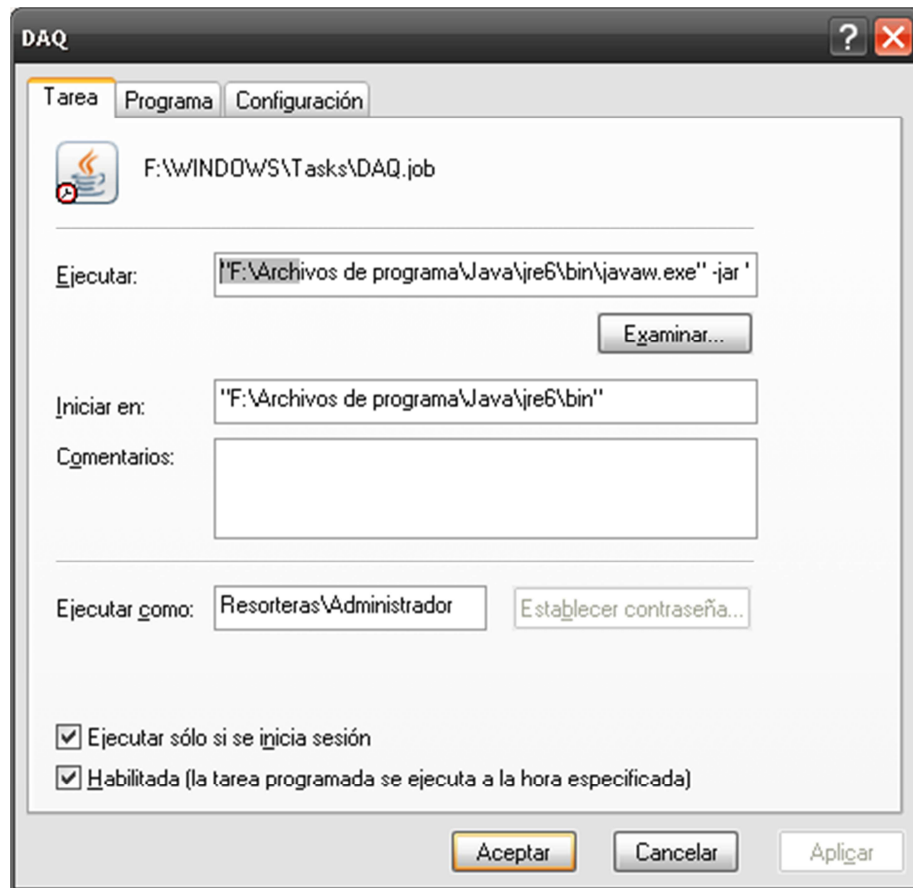 DAQ
Tarea Programa Configuración
F:\WINDOWS\Tasks\DAQ.job
Ejecutar: "F:\Archivos de programa\Java\jre6\bin\javaw.exe" -jar "
Examinar...
Iniciar en: "F:\Archivos de programa\Java\jre6\bin"
Comentarios:
Ejecutar como: Resorteras\Administrador Establecer contraseña...
Ejecutar sólo si se inicia sesión
Habilitada (la tarea programada se ejecuta a la hora especificada)
Aceptar Cancelar Aplicar